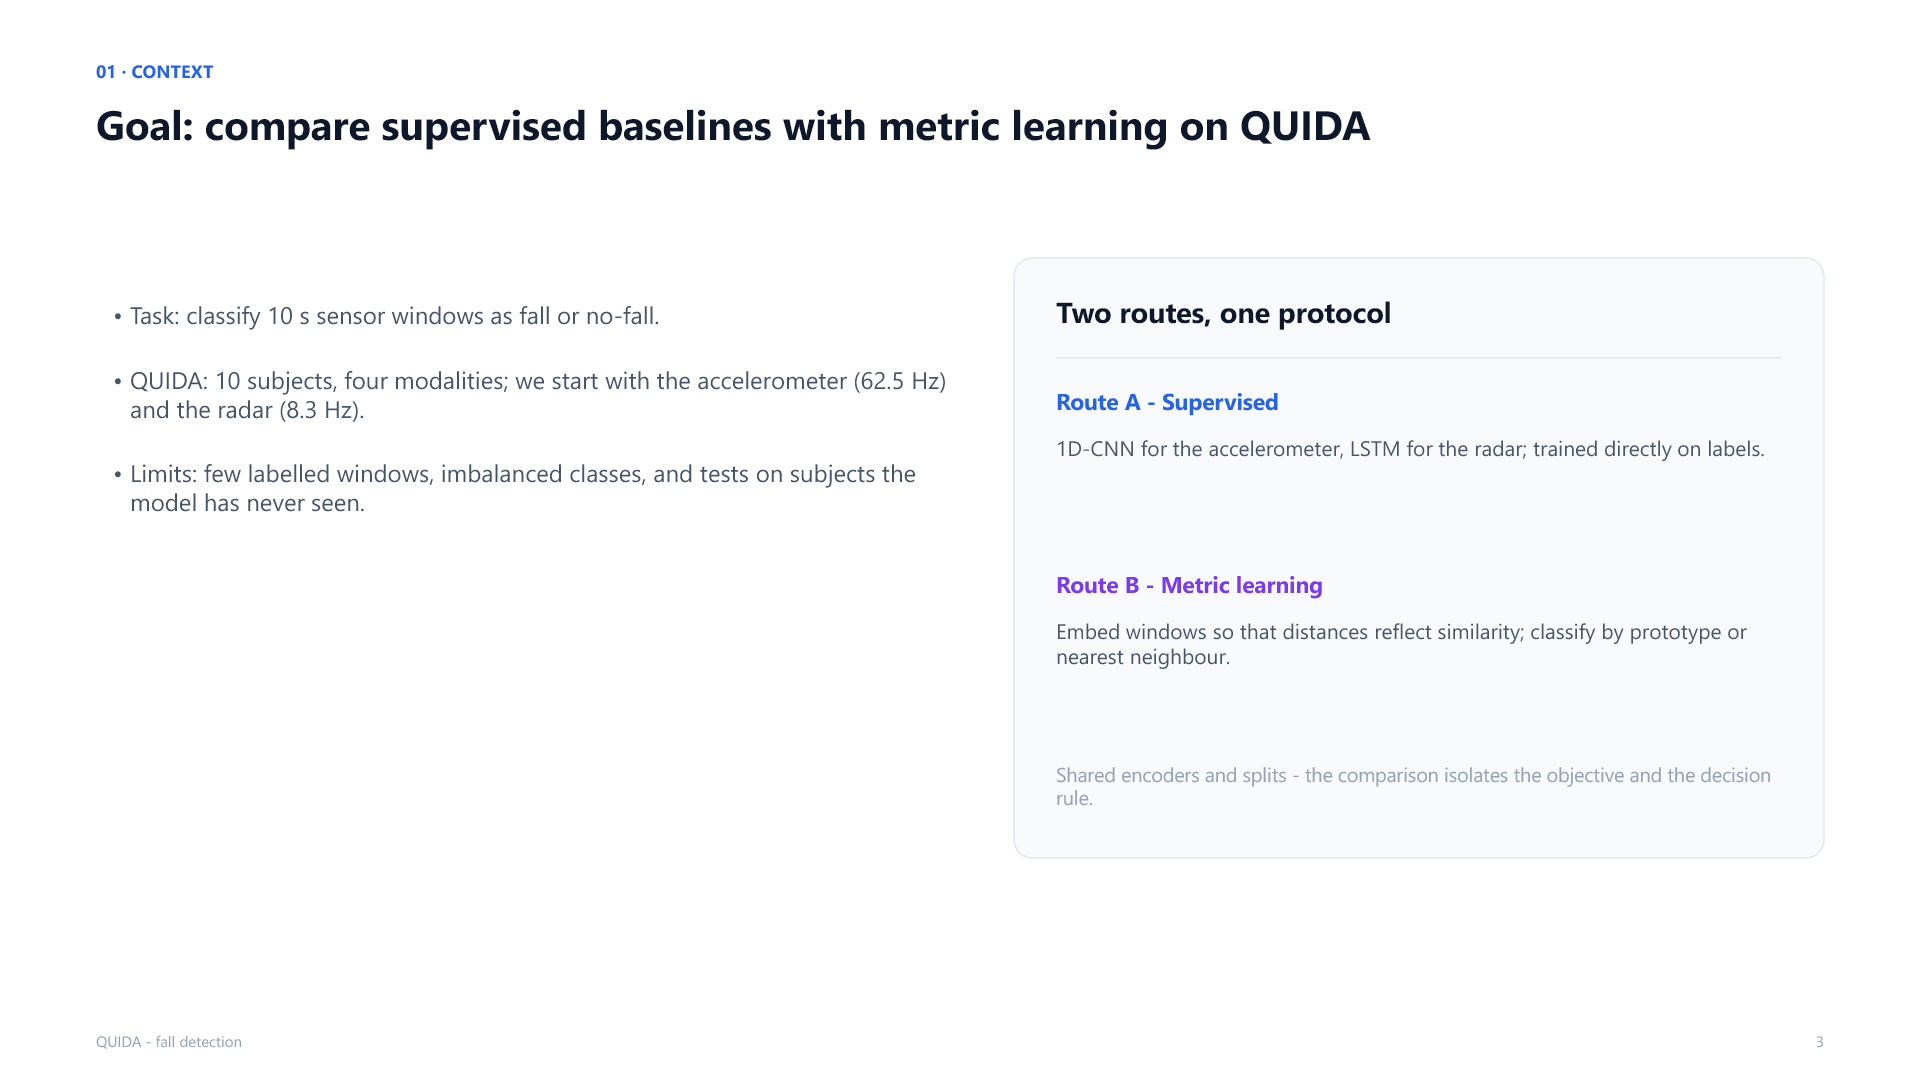 01 · CONTEXT
Goal: compare supervised baselines with metric learning on QUIDA
• Task: classify 10 s sensor windows as fall or no-fall.
• QUIDA: 10 subjects, four modalities; we start with the accelerometer (62.5 Hz)
and the radar (8.3 Hz).
• Limits: few labelled windows, imbalanced classes, and tests on subjects the
model has never seen.
Two routes, one protocol
Route A - Supervised
1D-CNN for the accelerometer, LSTM for the radar; trained directly on labels.
Route B - Metric learning
Embed windows so that distances reflect similarity; classify by prototype or
nearest neighbour.
Shared encoders and splits - the comparison isolates the objective and the decision
rule.
QUIDA - fall detection
3